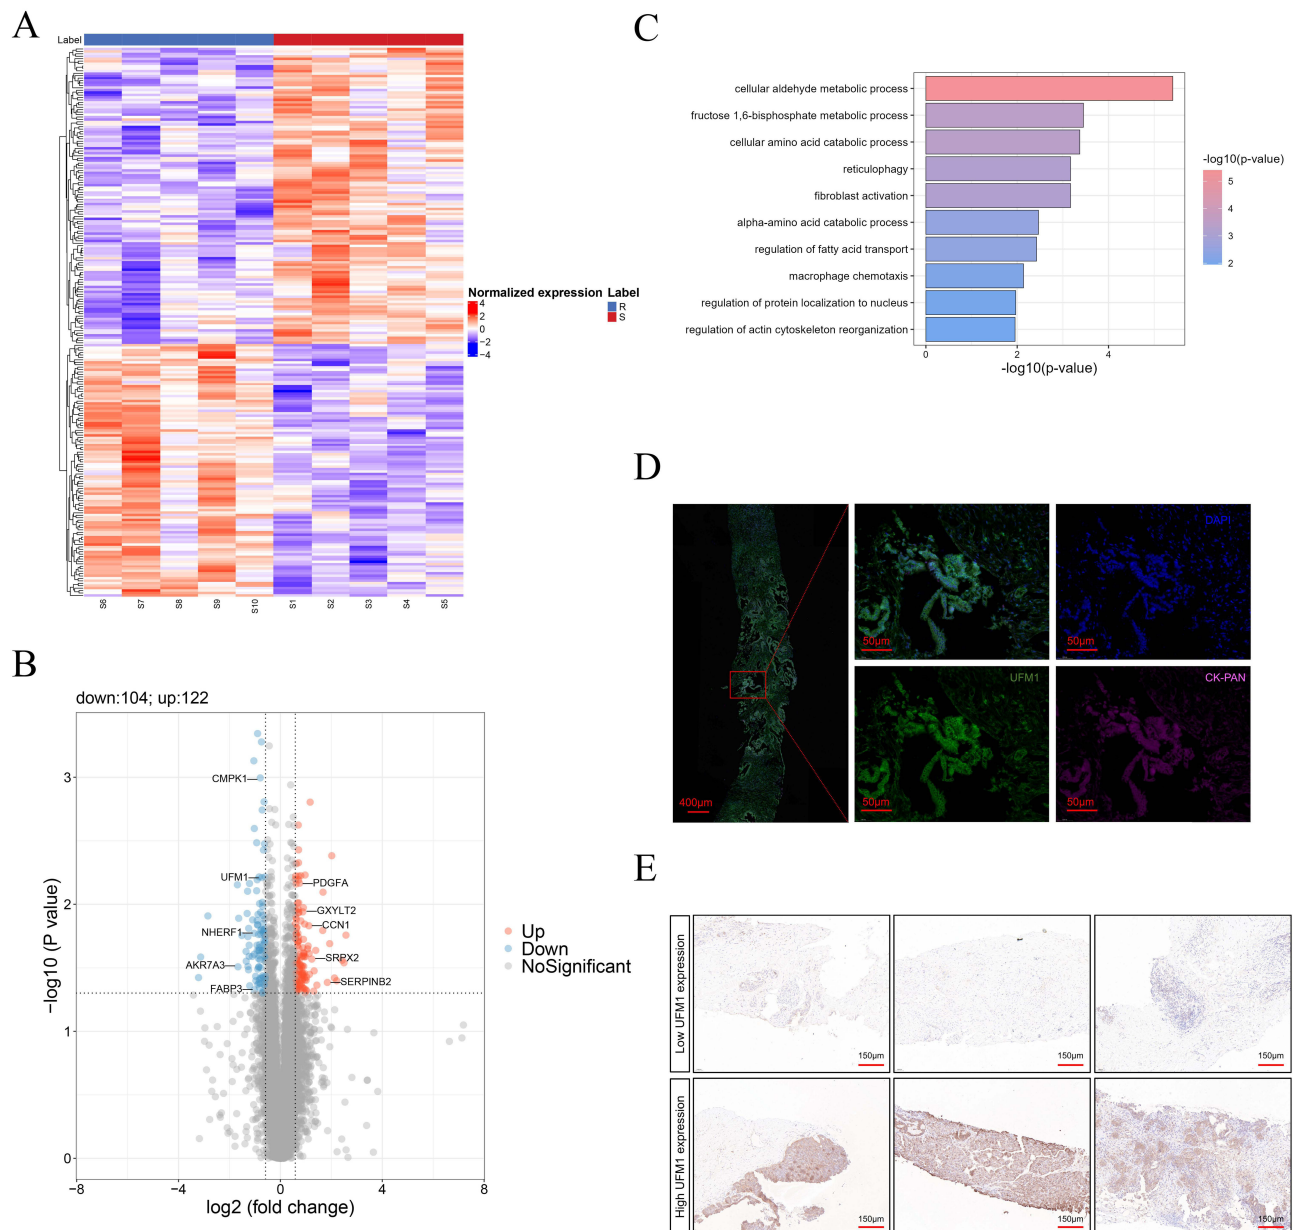 A
Label
Normalized expression
4
2
0
−2
−4
Label
R
S
S6
S7
S8
S9
S10
S1
S2
S3
S4
S5
B
down:104; up:122
CMPK1
UFM1
NHERF1
AKR7A3
FABP3
PDGFA
GXYLT2
CCN1
SRPX2
SERPINB2
3
2
1
0
−8
−4
0
4
8
−log10 (P value)
log2 (fold change)
Up
Down
NoSignificant
C
cellular aldehyde metabolic process
fructose 1,6-bisphosphate metabolic process
cellular amino acid catabolic process
reticulophagy
fibroblast activation
alpha-amino acid catabolic process
regulation of fatty acid transport
macrophage chemotaxis
regulation of protein localization to nucleus
regulation of actin cytoskeleton reorganization
0
2
4
-log10(p-value)
-log10(p-value)
5
4
3
2
D
400μm
50μm
DAPI
50μm
UFM1
50μm
CK-PAN
50μm
E
Low UFM1 expression
150μm
150μm
150μm
High UFM1 expression
150μm
150μm
150μm